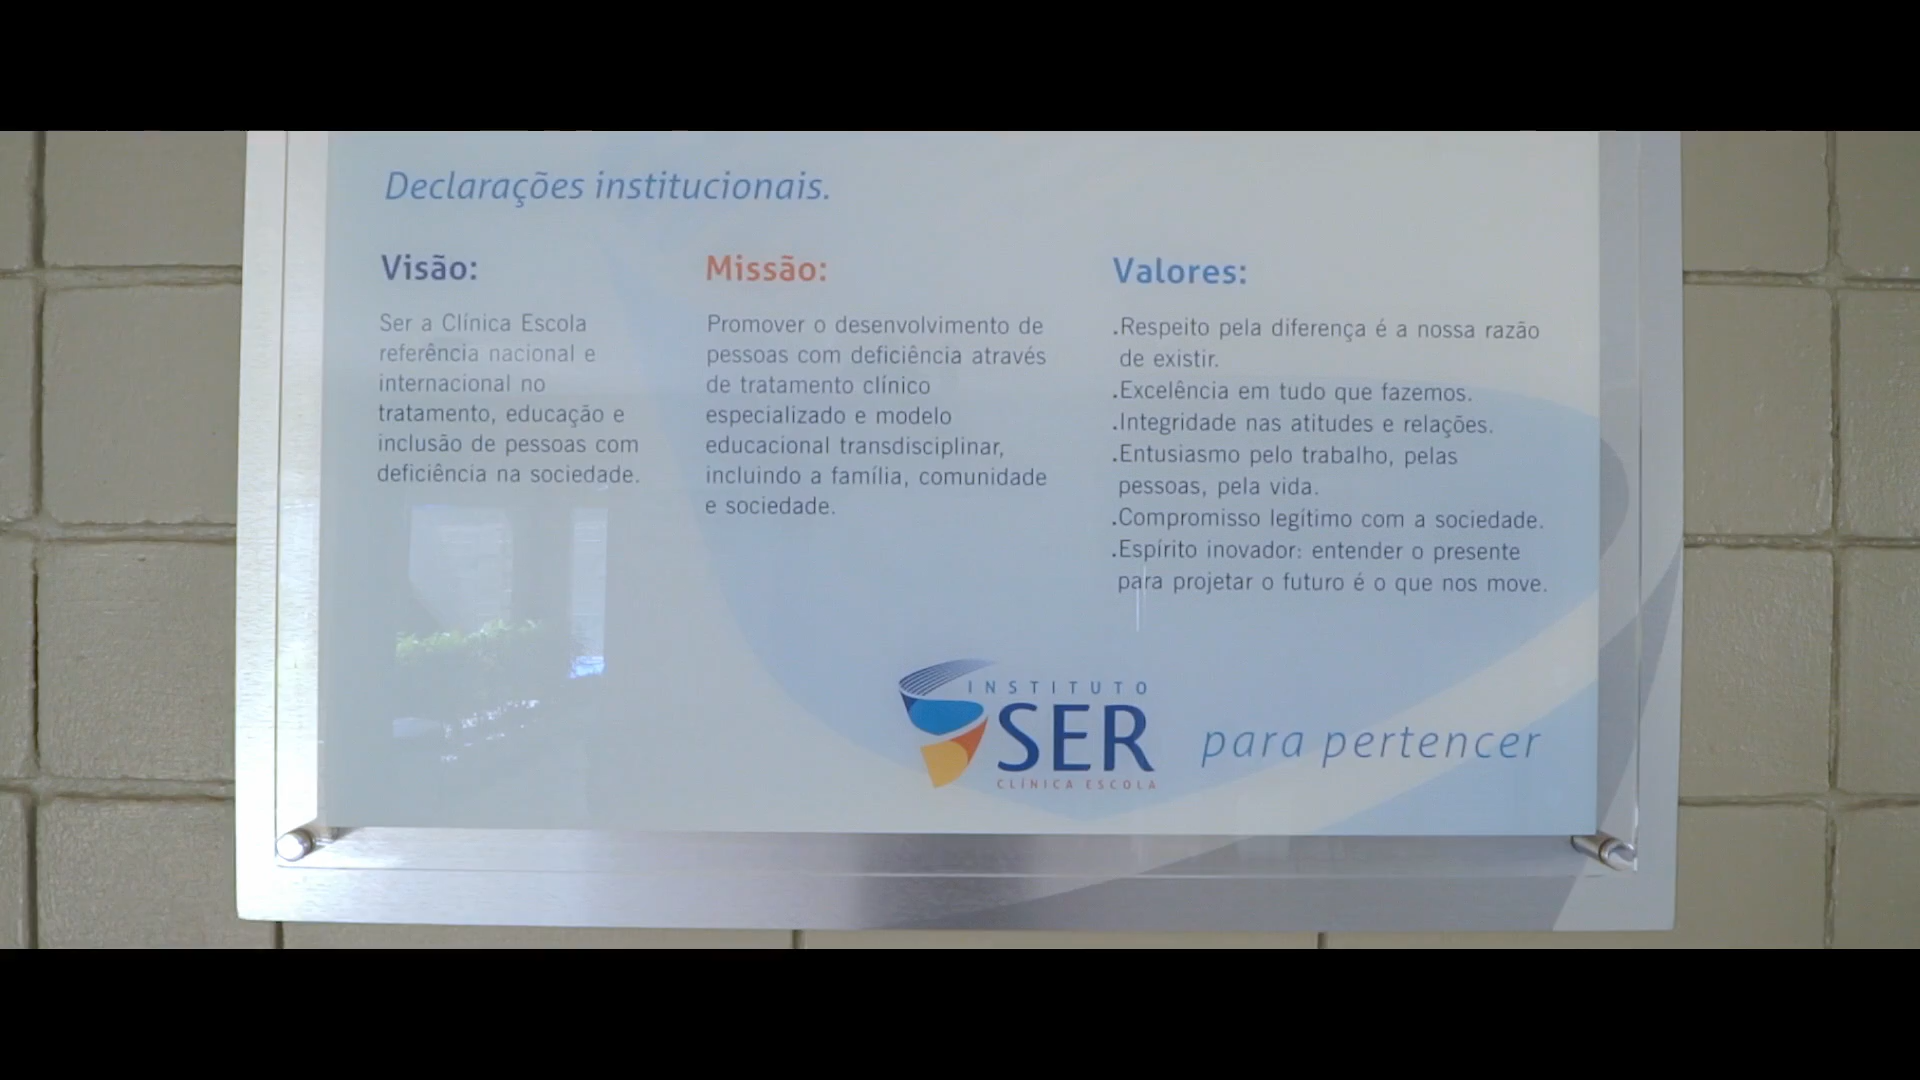 Declarações institucionais.
Visão:
Ser a Clínica Escola
referência nacional e
internacional no
tratamento, educação e
inclusão de pessoas com
deficiência na sociedade.
Missão:
Promover o desenvolvimento de
pessoas com deficiência através
de tratamento clínico
especializado e modelo
educacional transdisciplinar,
incluindo a família, comunidade
e sociedade.
Valores:
.Respeito pela diferença é a nossa razão
de existir.
.Excelência em tudo que fazemos.
.Integridade nas atitudes e relações.
.Entusiasmo pelo trabalho, pelas
pessoas, pela vida.
.Compromisso legítimo com a sociedade.
.Espírito inovador: entender o presente
para projetar o futuro é o que nos move.
INSTITUTO
SER
CLÍNICA ESCOLA
para pertencer